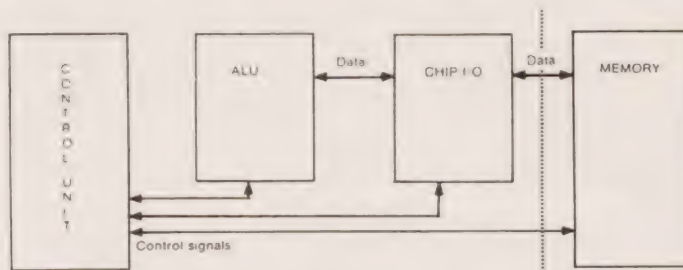 CONTROL UNIT
ALU
Data
CHIP I·O
Data
MEMORY
Control signals